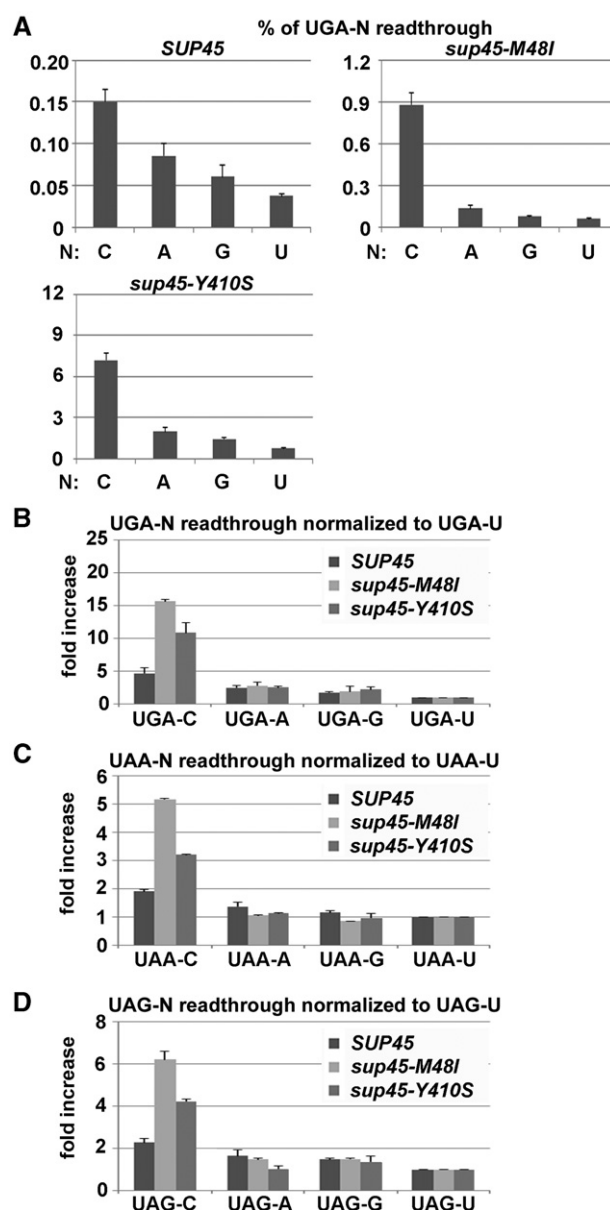 A
% of UGA-N readthrough
SUP45
sup45-M48I
0.20
0.15
0.10
0.05
0
N: C A G U
1.2
0.9
0.6
0.3
0
N: C A G U
sup45-Y410S
12
9
6
3
0
N: C A G U
B
UGA-N readthrough normalized to UGA-U
fold increase
25
20
15
10
5
0
SUP45
sup45-M48I
sup45-Y410S
UGA-C UGA-A UGA-G UGA-U
C
UAA-N readthrough normalized to UAA-U
fold increase
6
5
4
3
2
1
0
SUP45
sup45-M48I
sup45-Y410S
UAA-C UAA-A UAA-G UAA-U
D
UAG-N readthrough normalized to UAG-U
fold increase
8
6
4
2
0
SUP45
sup45-M48I
sup45-Y410S
UAG-C UAG-A UAG-G UAG-U